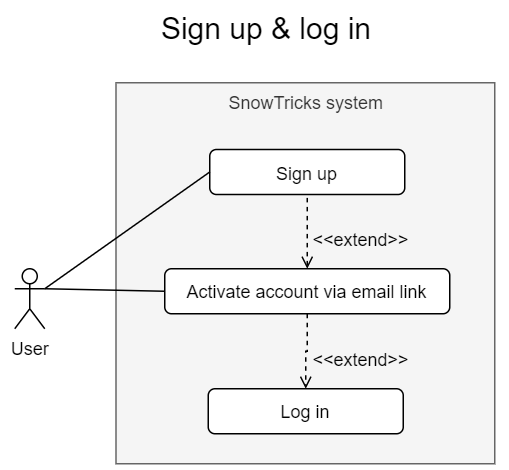 Sign up & log in
SnowTricks system
Sign up
<<extend>>
Activate account via email link
User
<<extend>>
Log in